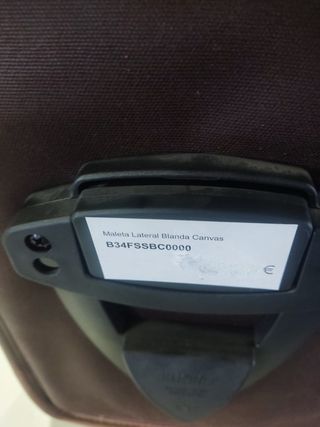 Maleta Lateral Blanda Canvas
B34FSSBC0000
€